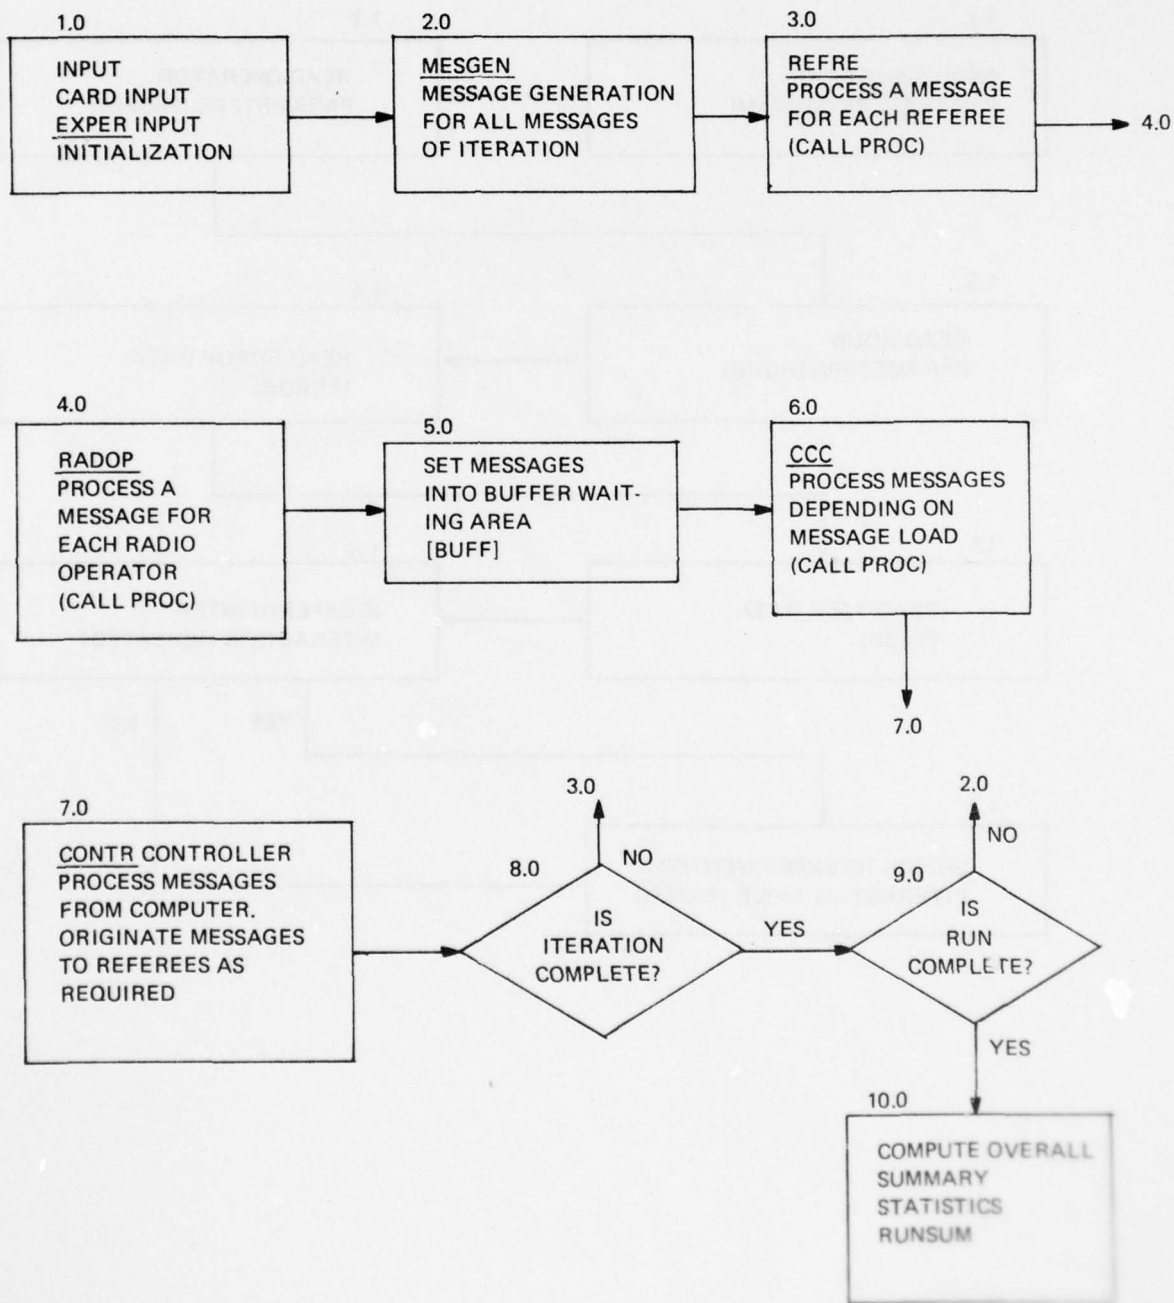 1.0
INPUT
CARD INPUT
EXPER INPUT
INITIALIZATION
2.0
MESGEN
MESSAGE GENERATION
FOR ALL MESSAGES
OF ITERATION
3.0
REFRE
PROCESS A MESSAGE
FOR EACH REFEREE
(CALL PROC)
4.0
4.0
RADOP
PROCESS A
MESSAGE FOR
EACH RADIO
OPERATOR
(CALL PROC)
5.0
SET MESSAGES
INTO BUFFER WAIT-
ING AREA
[BUFF]
6.0
CCC
PROCESS MESSAGES
DEPENDING ON
MESSAGE LOAD
(CALL PROC)
7.0
7.0
CONTR CONTROLLER
PROCESS MESSAGES
FROM COMPUTER.
ORIGINATE MESSAGES
TO REFEREES AS
REQUIRED
3.0
NO
8.0
IS
ITERATION
COMPLETE?
YES
2.0
NO
9.0
IS
RUN
COMPLETE?
YES
10.0
COMPUTE OVERALL
SUMMARY
STATISTICS
RUNSUM